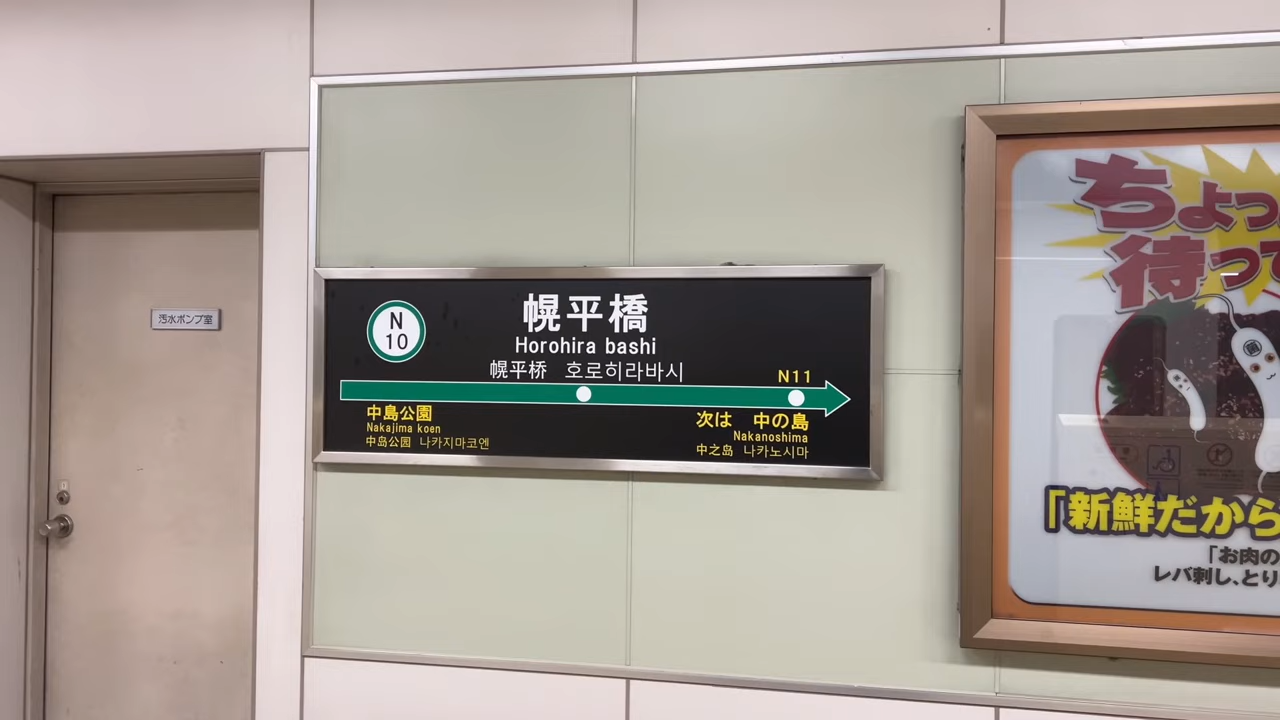 汚水ポンプ室
N
10
幌平橋
Horohira bashi
幌平桥 호로히라바시
N11
中島公園
Nakajima koen
中岛公园 나카지마코엔
次は 中の島
Nakanoshima
中之岛 나카노시마
ちょっ
待って
「新鮮だから
「お肉の
レバ刺し、とり